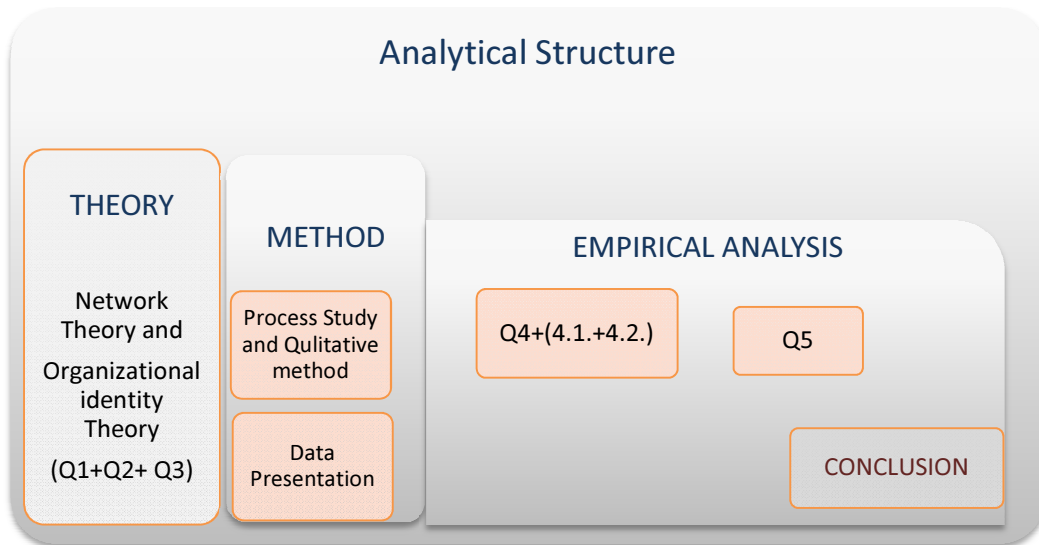 Analytical Structure
THEORY
Network
Theory and
Organizational
identity
Theory
(Q1+Q2+ Q3)
METHOD
Process Study
and Qulitative
method
Data
Presentation
EMPIRICAL ANALYSIS
Q4+(4.1.+4.2.)
Q5
CONCLUSION